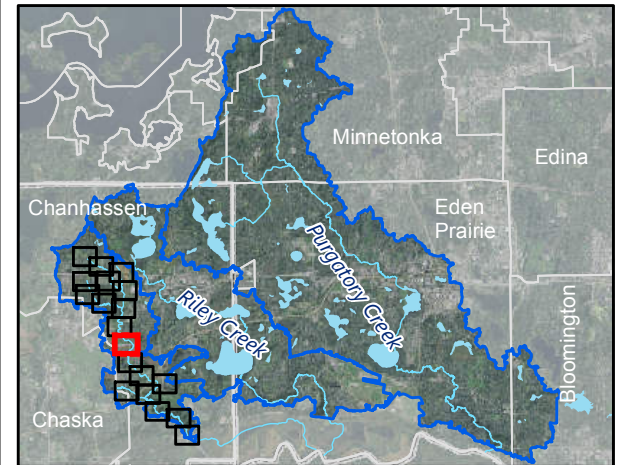 Minnetonka
Edina
Chanhassen
Eden
Prairie
Purgatory Creek
Riley Creek
Bloomington
Chaska